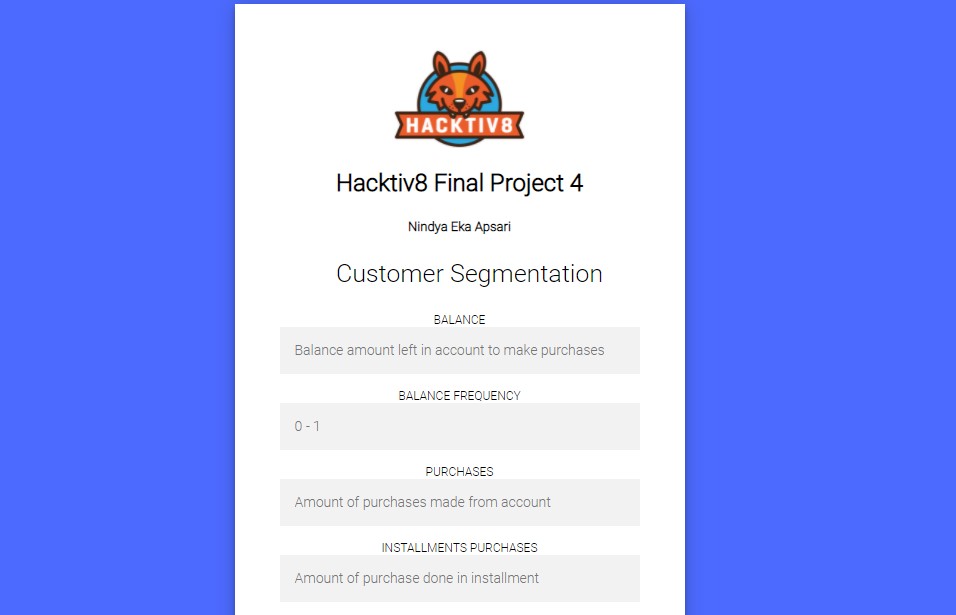 HACKTIV8
Hacktiv8 Final Project 4
Nindya Eka Apsari
Customer Segmentation
BALANCE
Balance amount left in account to make purchases
BALANCE FREQUENCY
0 - 1
PURCHASES
Amount of purchases made from account
INSTALLMENTS PURCHASES
Amount of purchase done in installment